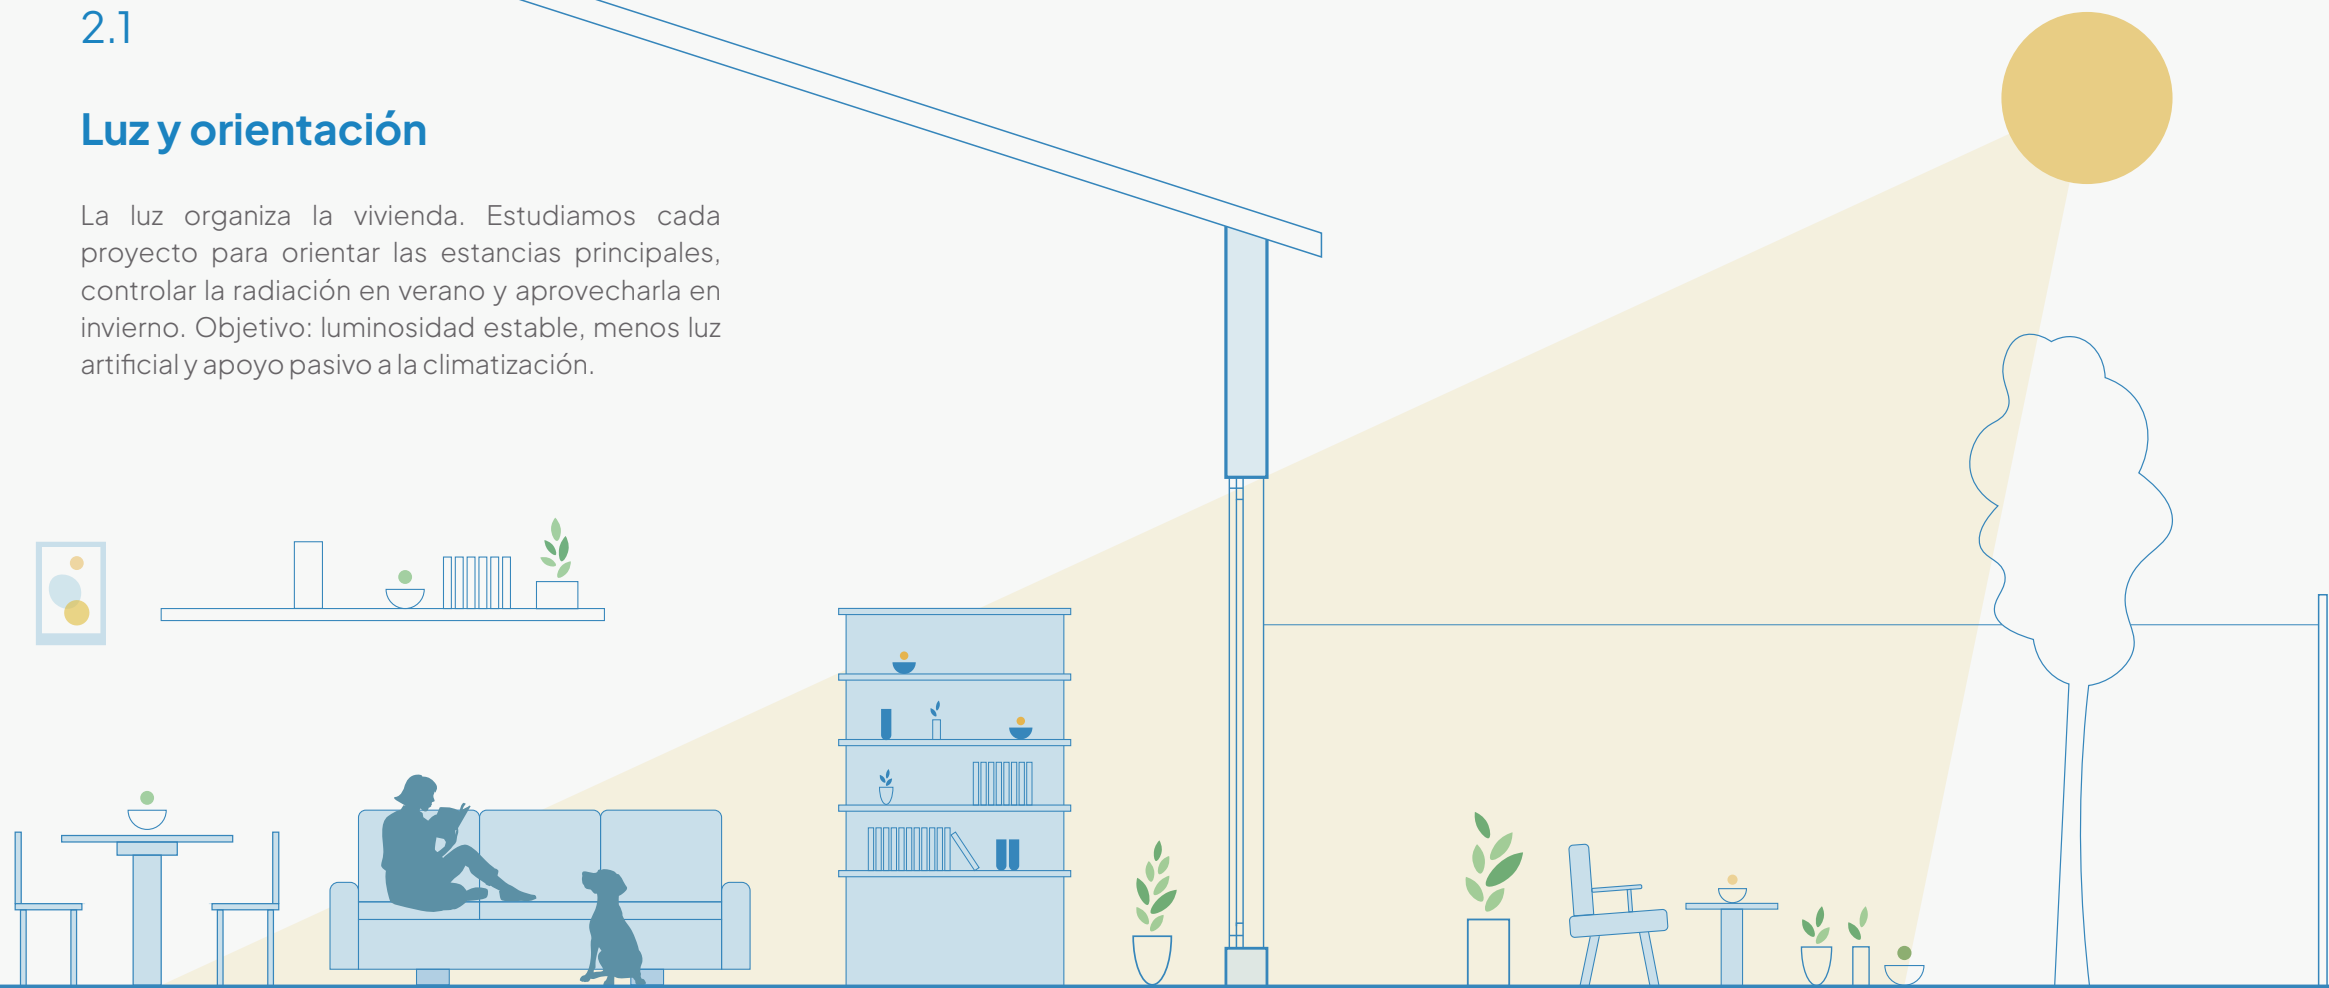 2.1
Luz y orientación
La luz organiza la vivienda. Estudiamos cada
proyecto para orientar las estancias principales,
controlar la radiación en verano y aprovecharla en
invierno. Objetivo: luminosidad estable, menos luz
artificial y apoyo pasivo a la climatización.